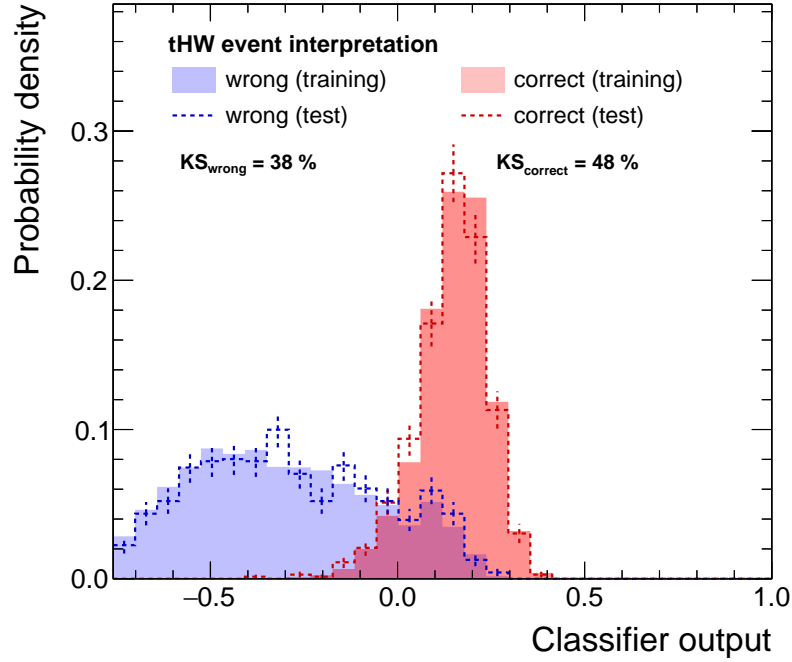 Probability density
tHW event interpretation
wrong (training) correct (training)
wrong (test) correct (test)
KSwrong = 38 % KScorrect = 48 %
0.3
0.2
0.1
0.0
−0.5 0.0 0.5 1.0
Classifier output